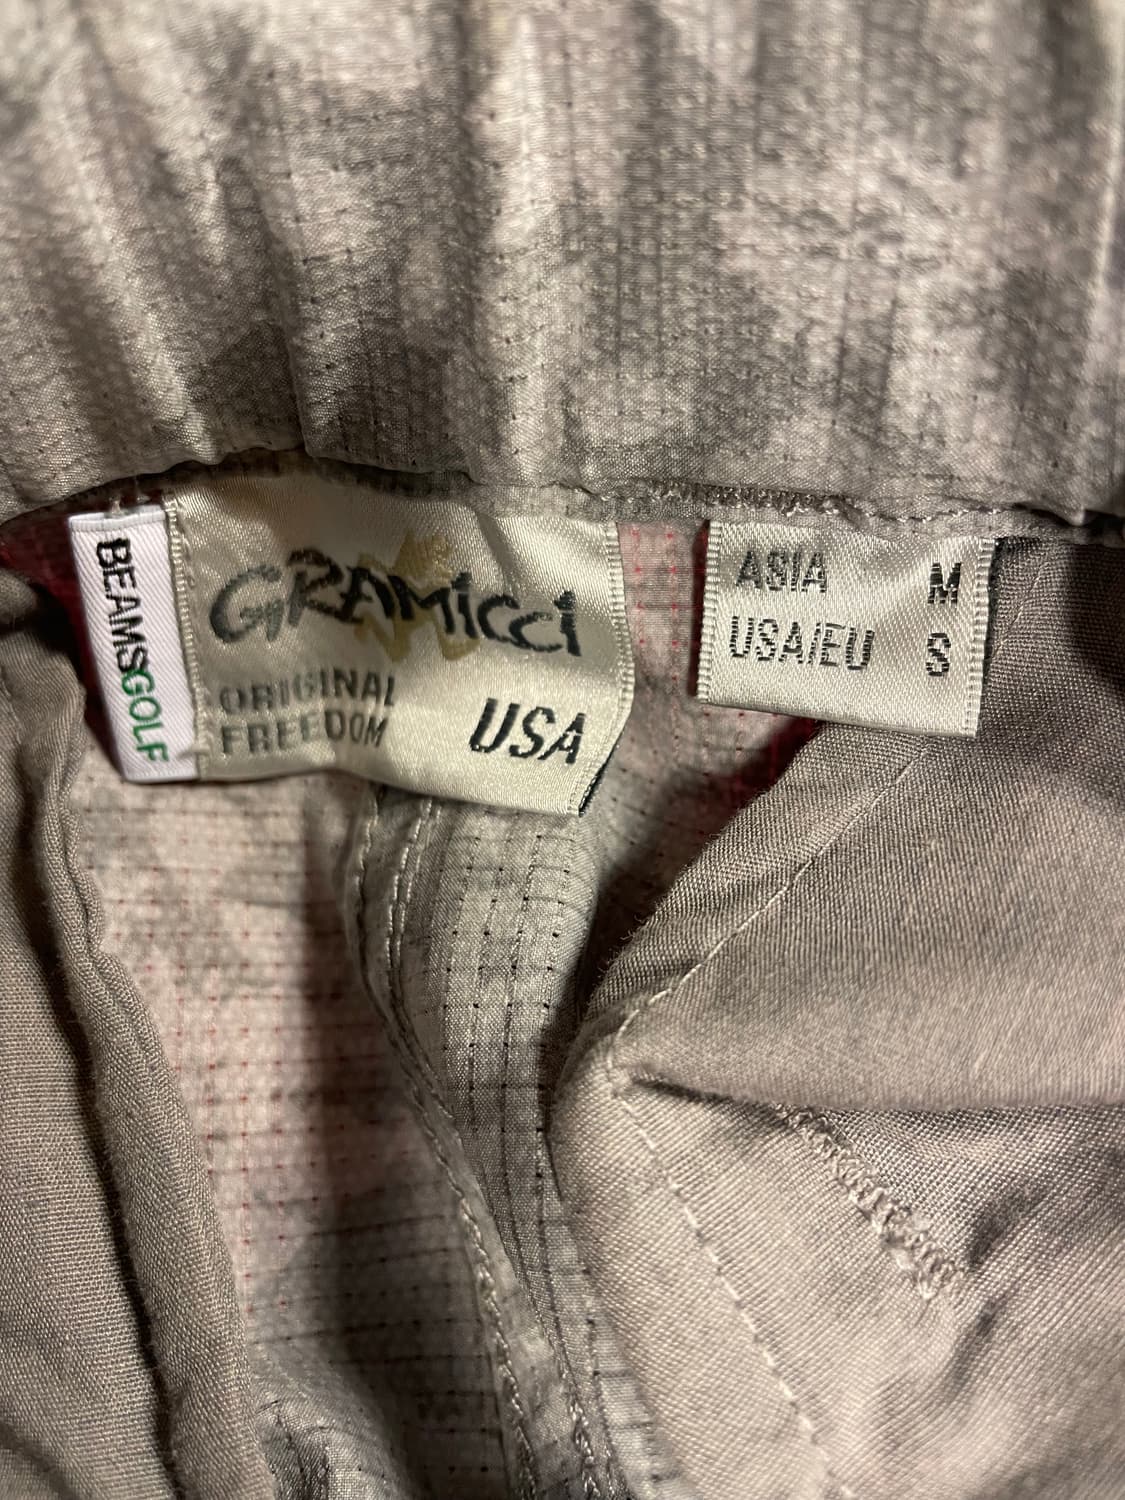 BEAMSGOLF
GRAMiCCi
ORIGINAL
FREEDOM
USA
ASIA M
USA/EU S